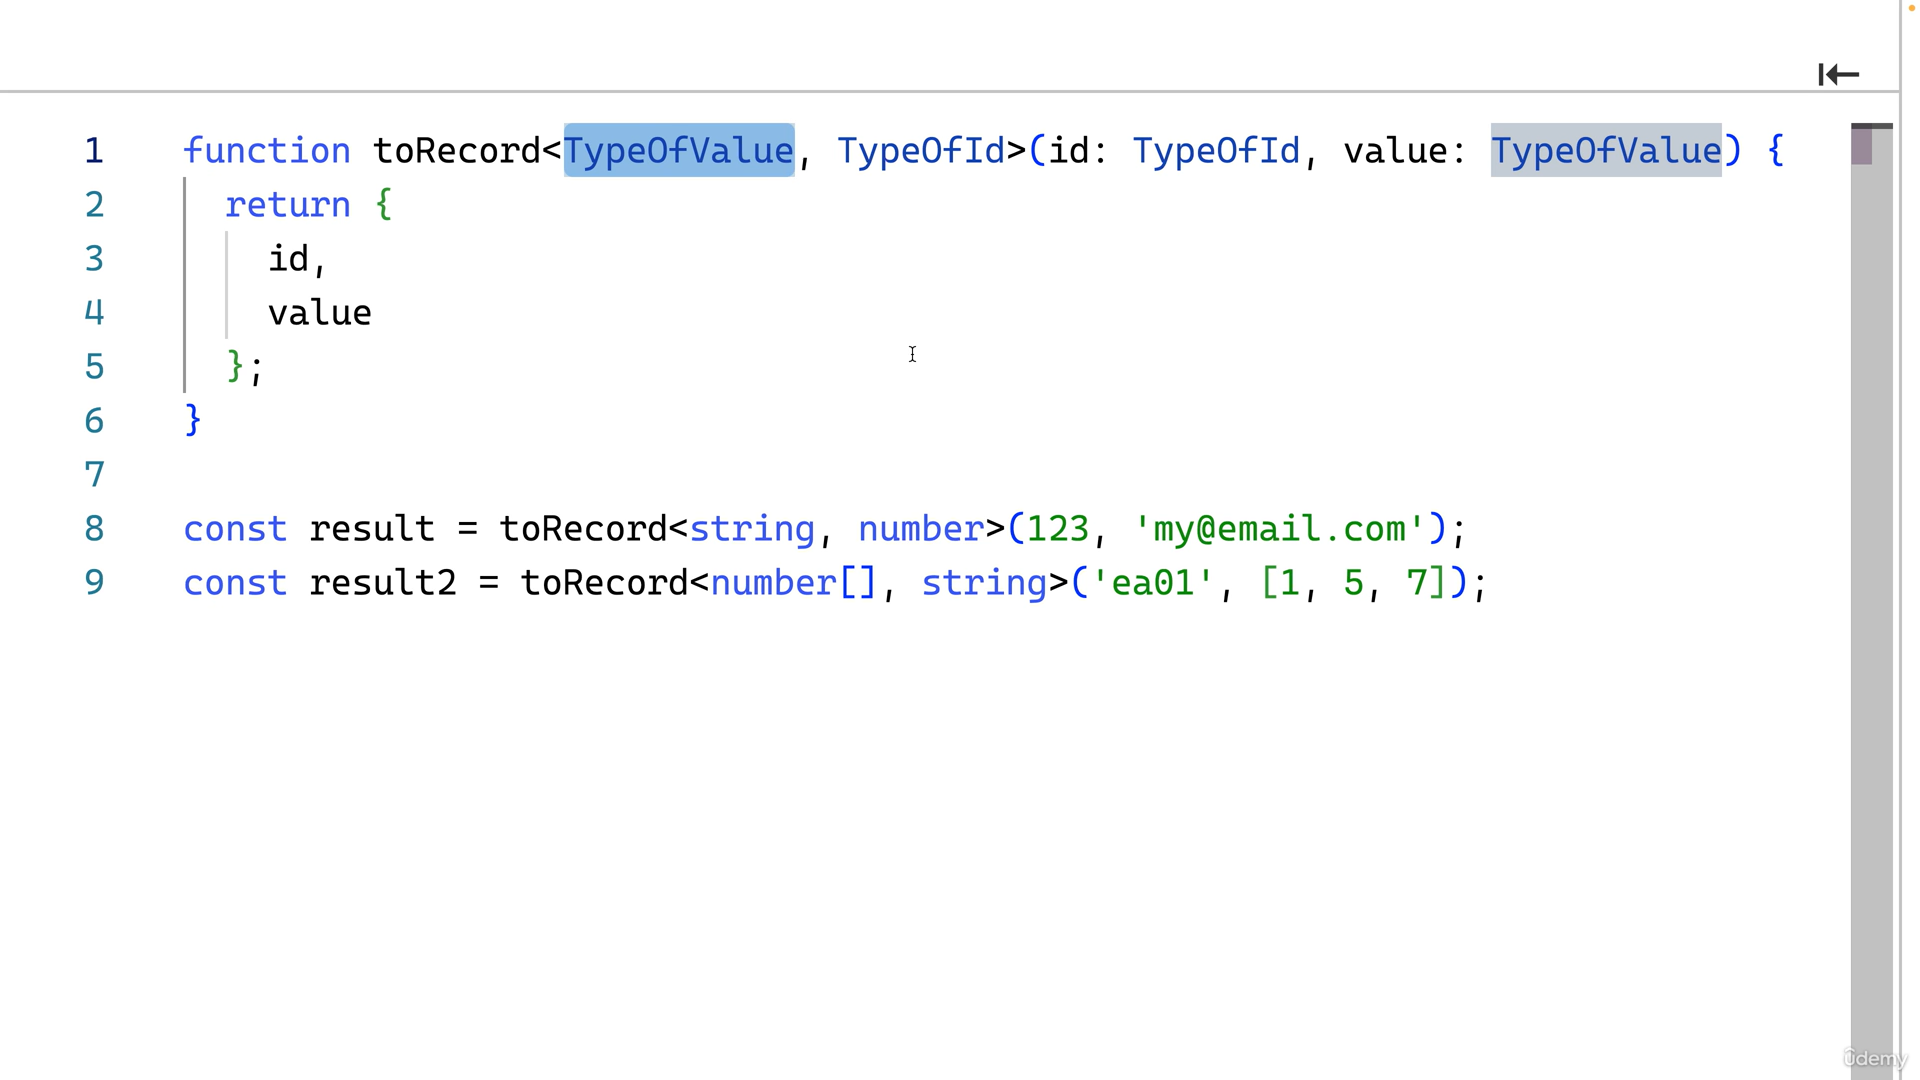 1 function toRecord<TypeOfValue, TypeOfId>(id: TypeOfId, value: TypeOfValue) {
2 return {
3 id,
4 value
5 };
6 }
7
8 const result = toRecord<string, number>(123, 'my@email.com');
9 const result2 = toRecord<number[], string>('ea01', [1, 5, 7]);
ûdemy